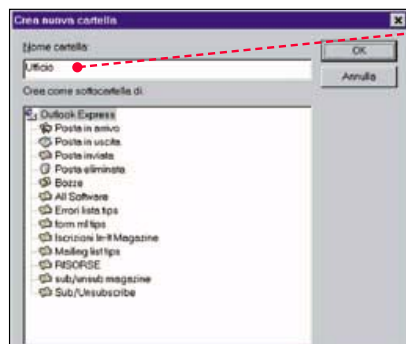 Crea nuova cartella
Nome cartella:
Ufficio
OK
Annulla
Crea come sottocartella di:
Outlook Express
Posta in arrivo
Posta in uscita
Posta inviata
Posta eliminata
Bozze
All Software
Errori lista tips
form ml tips
Iscrizioni In-It Magazine
Mailing list tips
RISORSE
sub/unsub magazine
Sub/Unsubscribe